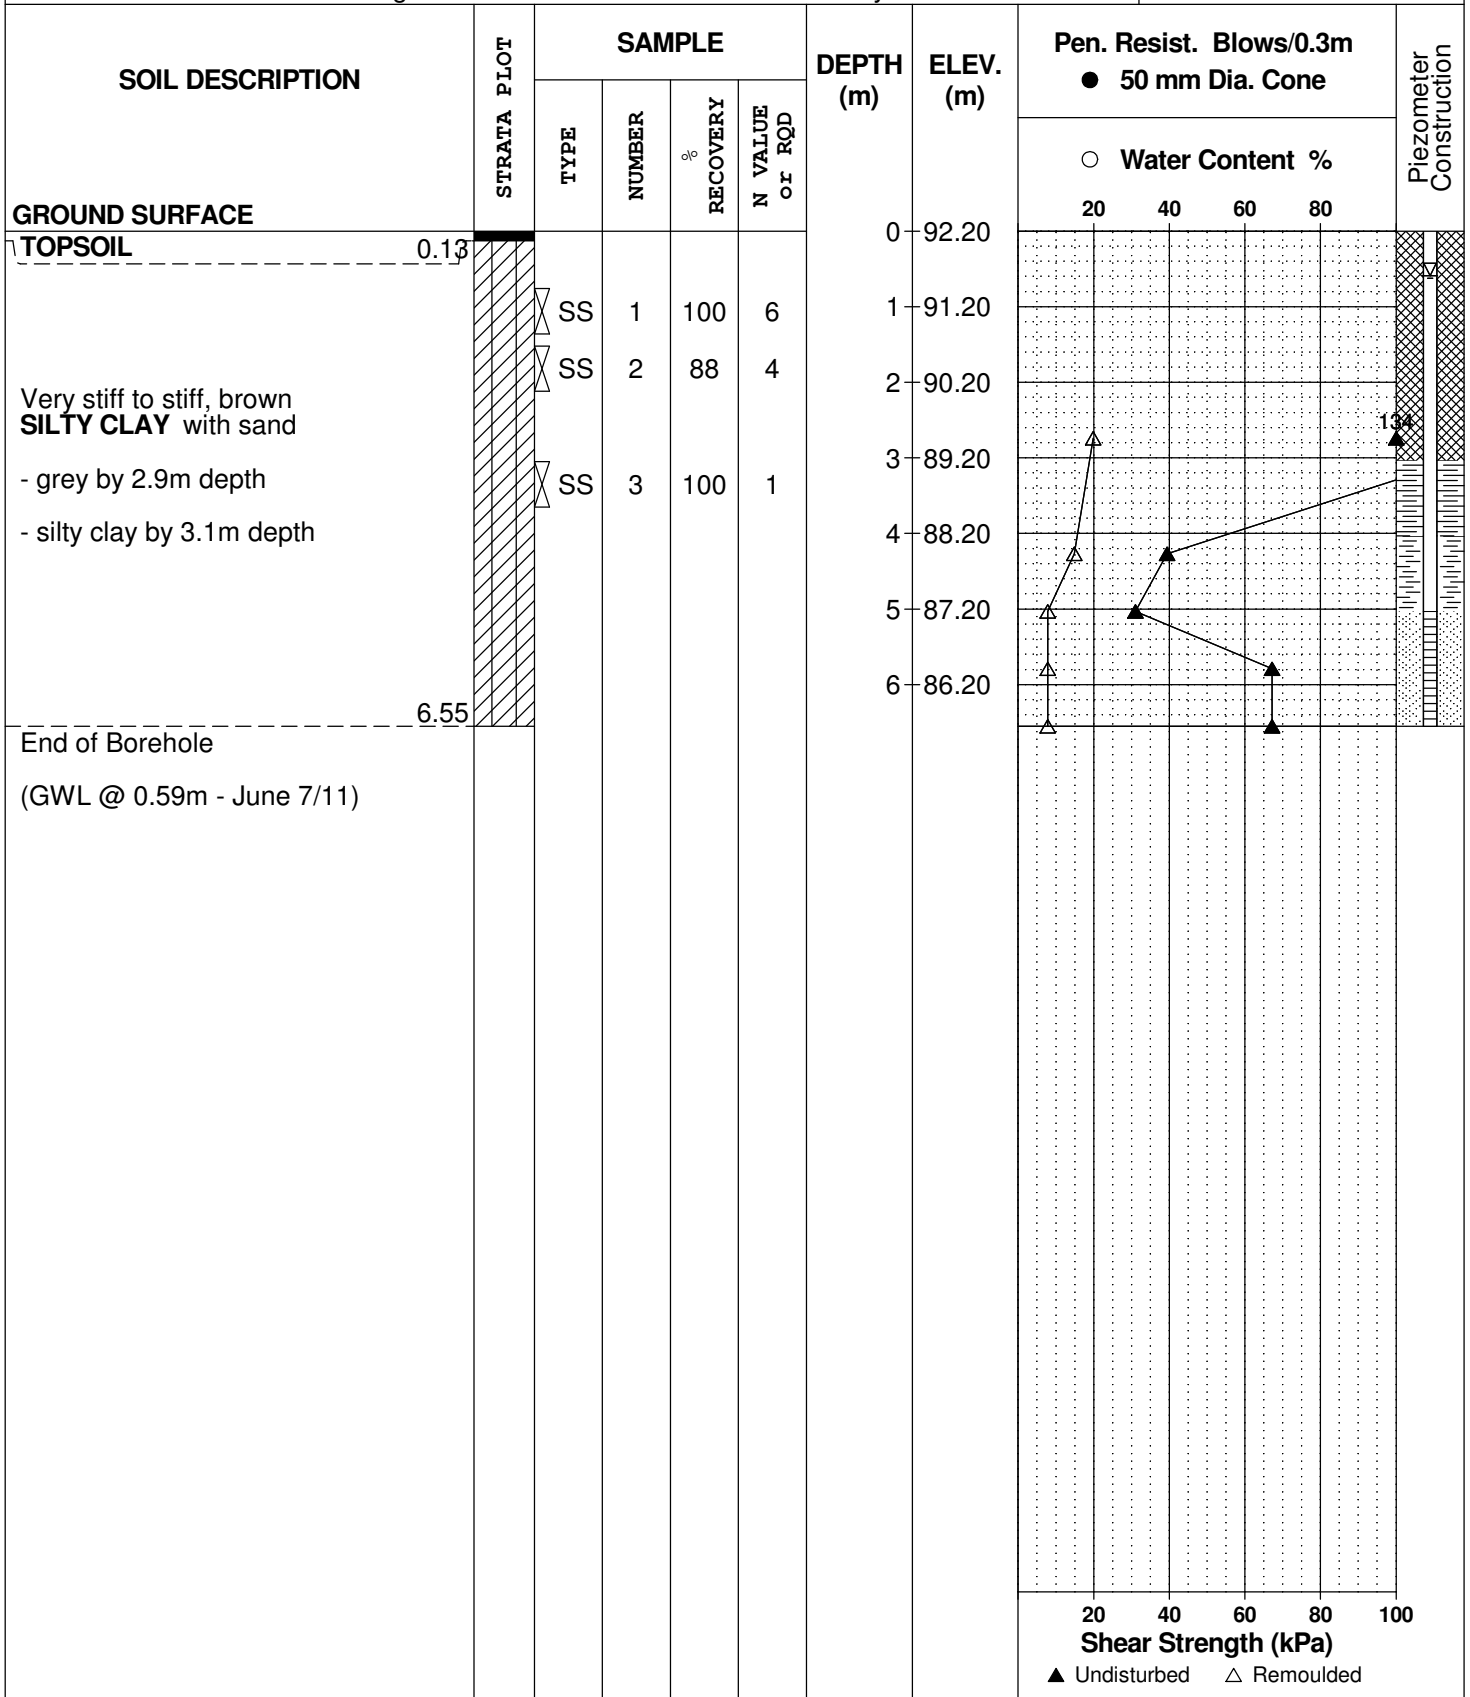 SOIL DESCRIPTION
STRATA PLOT
SAMPLE
TYPE
NUMBER
%
RECOVERY
N VALUE
or RQD
DEPTH
(m)
ELEV.
(m)
Pen. Resist. Blows/0.3m
● 50 mm Dia. Cone
○ Water Content %
20 40 60 80
Piezometer
Construction
GROUND SURFACE
0 92.20
TOPSOIL 0.13
SS 1 100 6
1 91.20
SS 2 88 4
2 90.20
Very stiff to stiff, brown
SILTY CLAY with sand
134
3 89.20
- grey by 2.9m depth
SS 3 100 1
- silty clay by 3.1m depth
4 88.20
5 87.20
6 86.20
6.55
End of Borehole
(GWL @ 0.59m - June 7/11)
20 40 60 80 100
Shear Strength (kPa)
▲ Undisturbed △ Remoulded